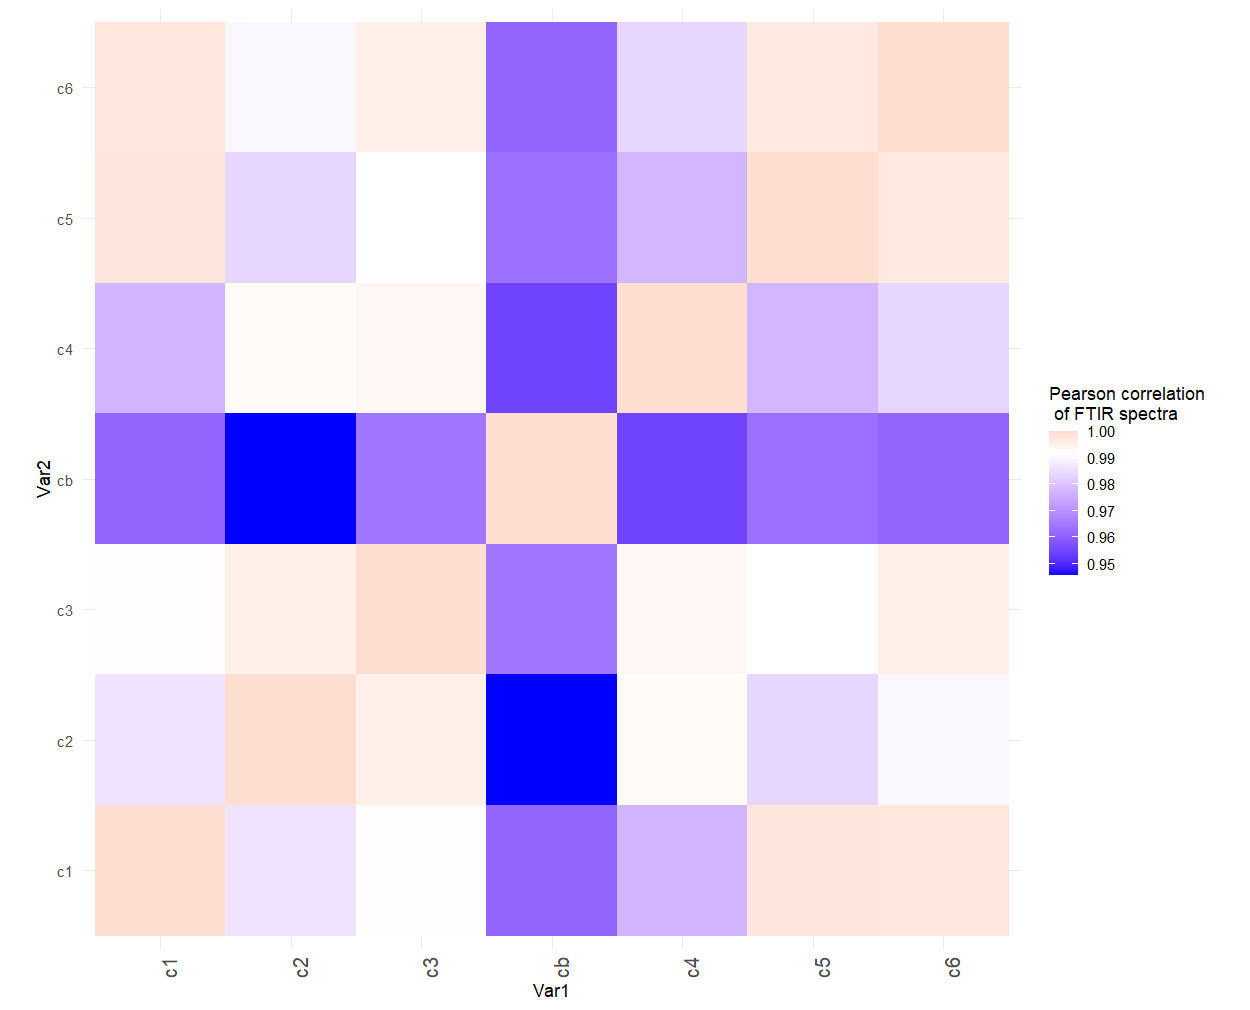 c6
c5
c4
cb
c3
c2
c1
Var2
c1 c2 c3 cb c4 c5 c6
Var1
Pearson correlation
of FTIR spectra
1.00
0.99
0.98
0.97
0.96
0.95